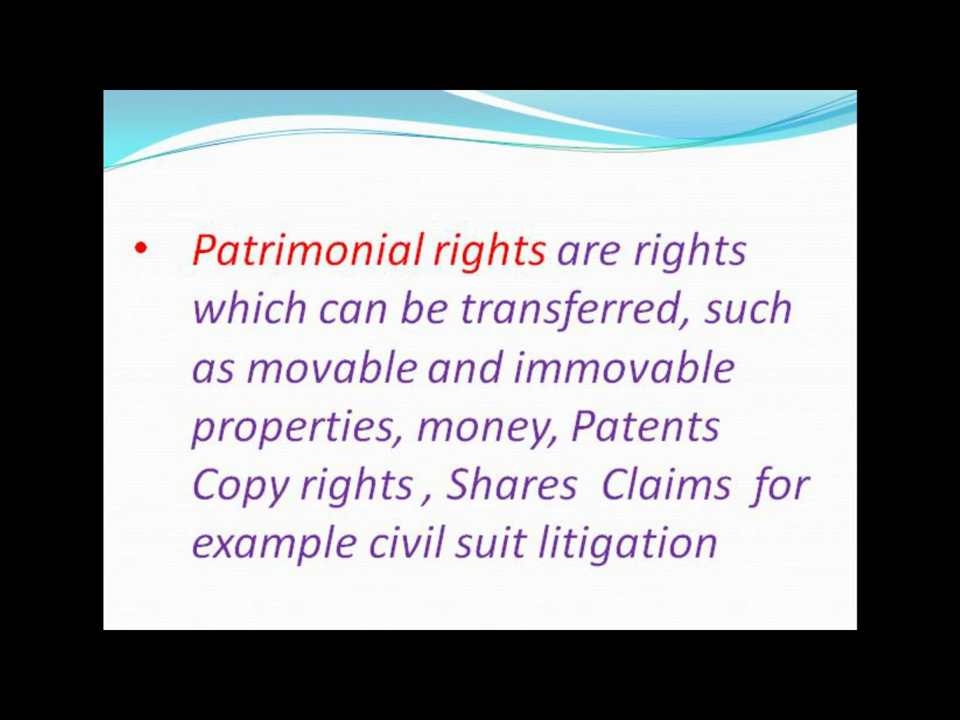 • Patrimonial rights are rights
which can be transferred, such
as movable and immovable
properties, money, Patents
Copy rights , Shares  Claims  for
example civil suit litigation